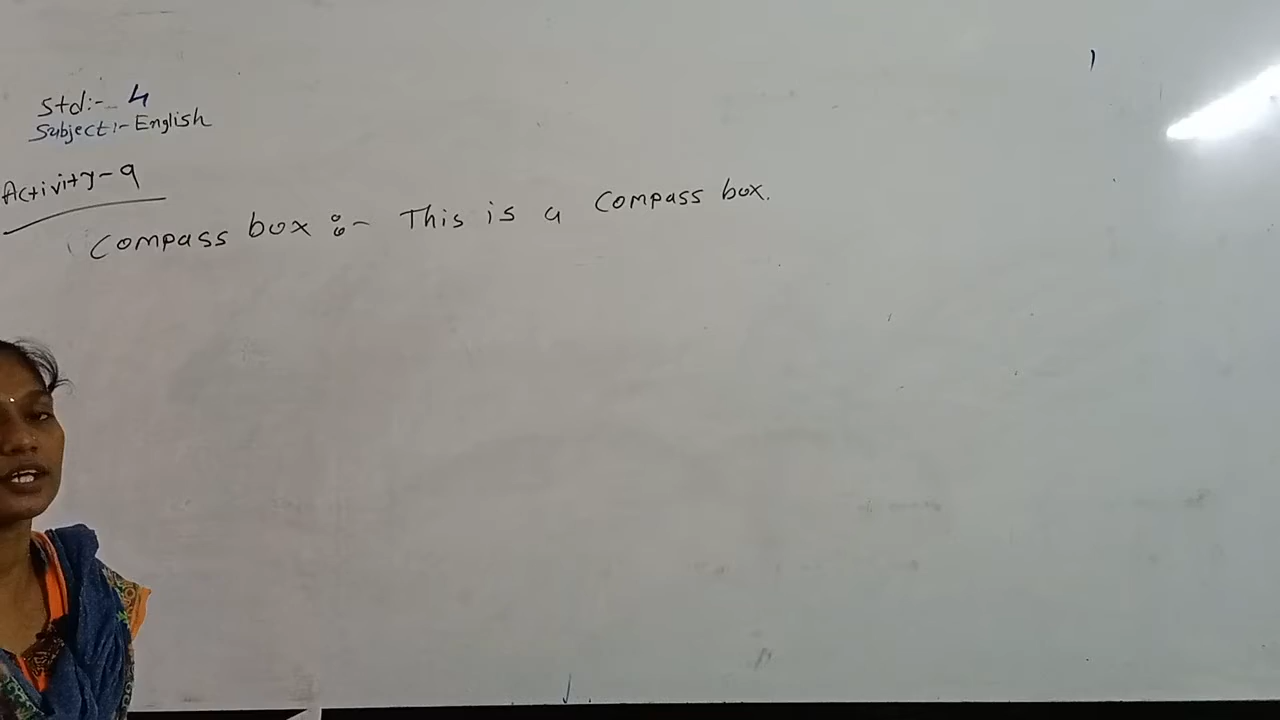 Std:- 4
Subject:- English
Activity-9
Compass box :- This is a compass box.